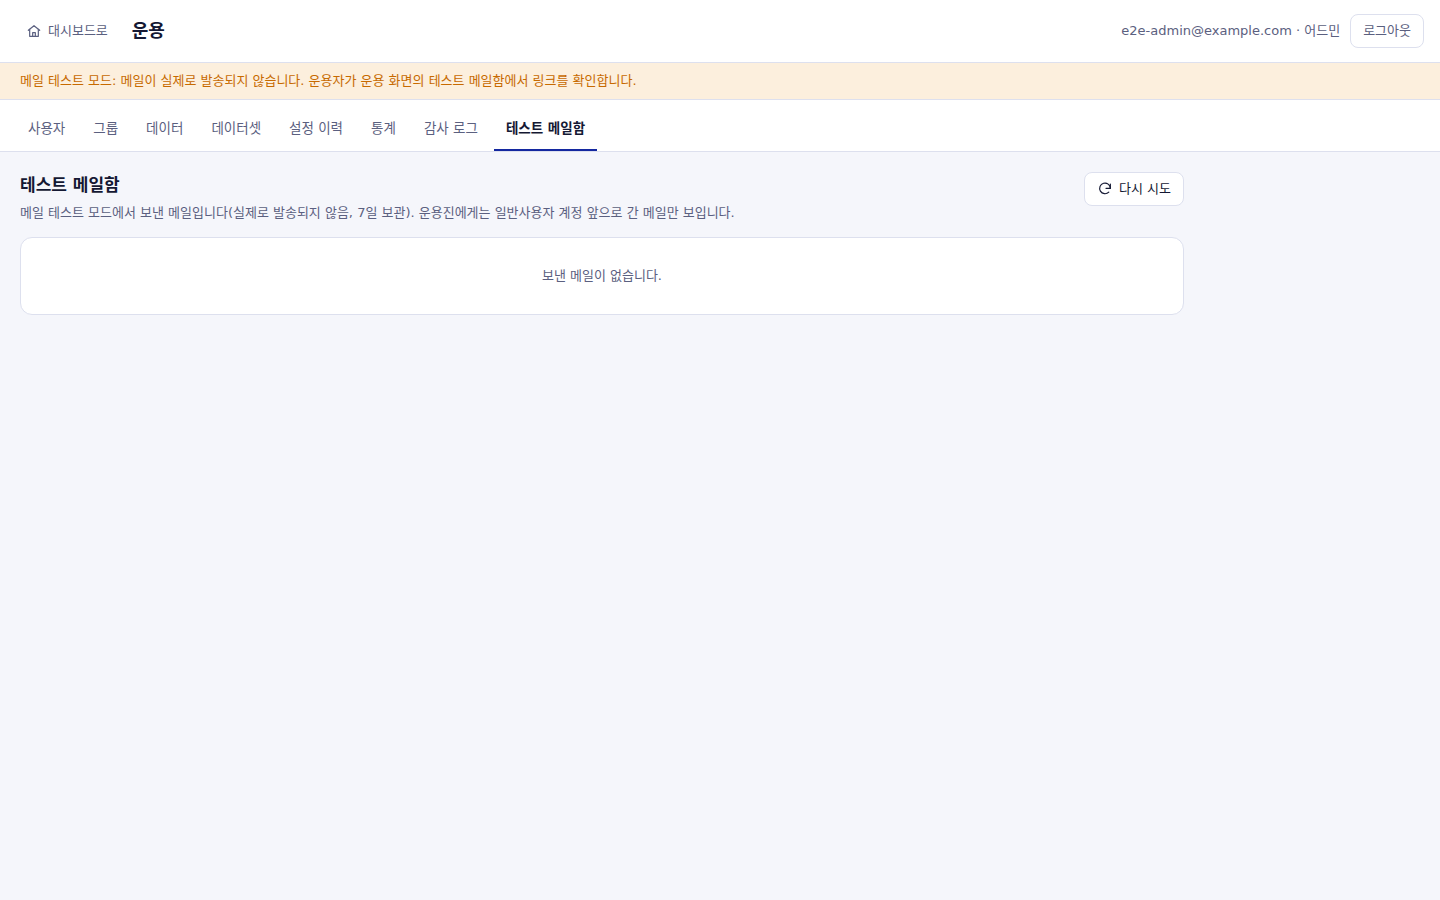 대시보드로
운용
e2e-admin@example.com · 어드민
로그아웃
메일 테스트 모드: 메일이 실제로 발송되지 않습니다. 운용자가 운용 화면의 테스트 메일함에서 링크를 확인합니다.
사용자 그룹 데이터 데이터셋 설정 이력 통계 감사 로그 테스트 메일함
테스트 메일함
다시 시도
메일 테스트 모드에서 보낸 메일입니다(실제로 발송되지 않음, 7일 보관). 운용진에게는 일반사용자 계정 앞으로 간 메일만 보입니다.
보낸 메일이 없습니다.